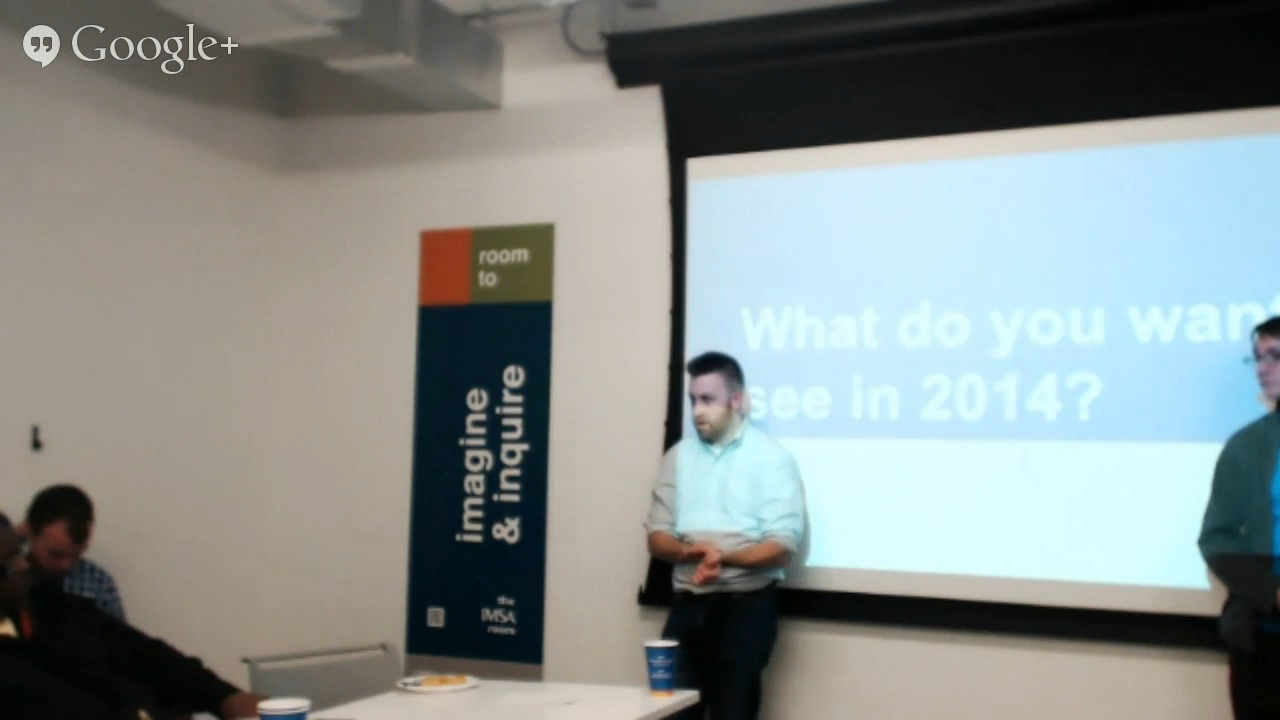 Google+
room
to
imagine
& inquire
the
IMSA
room
What do you wan
see in 2014?